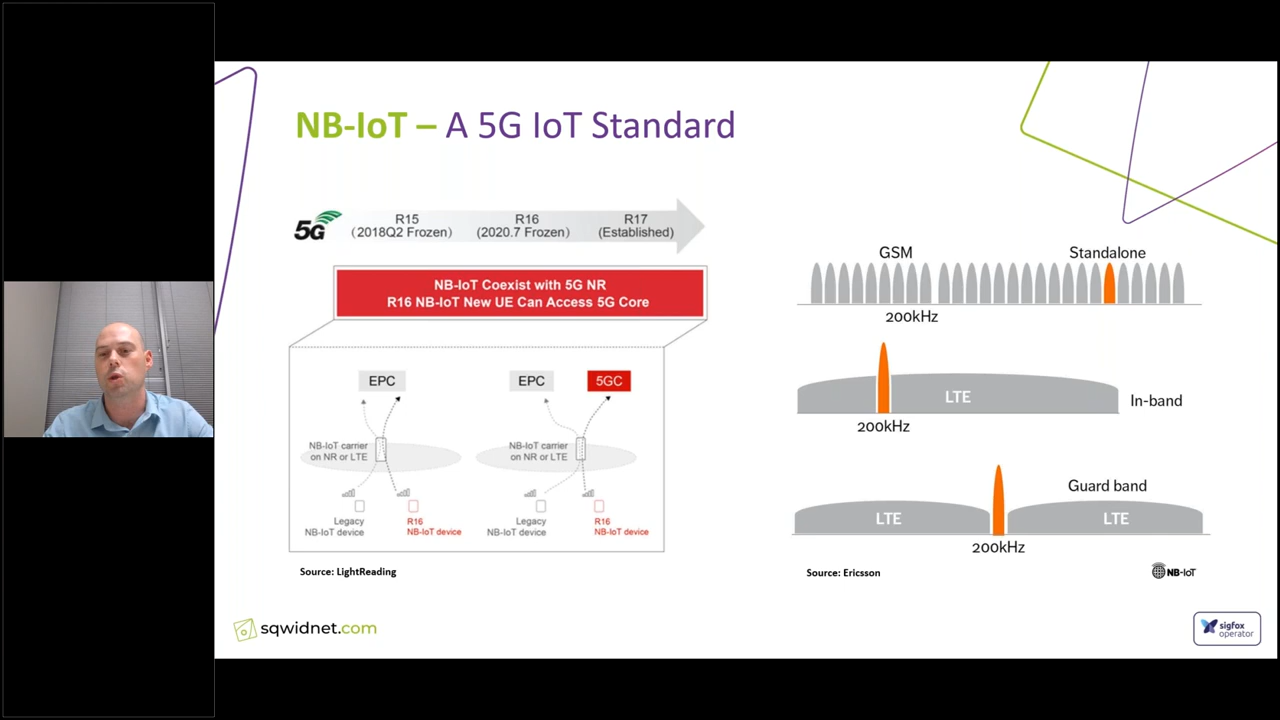 NB-IoT – A 5G IoT Standard
5G
R15
(2018Q2 Frozen)
R16
(2020.7 Frozen)
R17
(Established)
NB-IoT Coexist with 5G NR
R16 NB-IoT New UE Can Access 5G Core
EPC
EPC
5GC
NB-IoT carrier
on NR or LTE
NB-IoT carrier
on NR or LTE
Legacy
NB-IoT device
R16
NB-IoT device
Legacy
NB-IoT device
R16
NB-IoT device
Source: LightReading
GSM
Standalone
200kHz
LTE
In-band
200kHz
Guard band
LTE
LTE
200kHz
Source: Ericsson
NB-IoT
sqwidnet.com
sigfox
operator